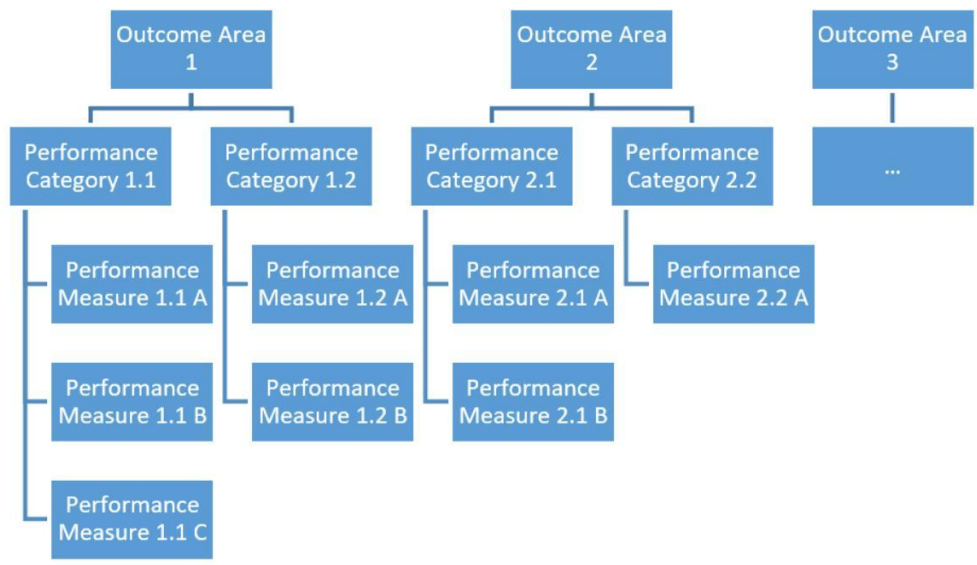 Outcome Area
1
Outcome Area
2
Outcome Area
3
Performance
Category 1.1
Performance
Category 1.2
Performance
Category 2.1
Performance
Category 2.2
...
Performance
Measure 1.1 A
Performance
Measure 1.2 A
Performance
Measure 2.1 A
Performance
Measure 2.2 A
Performance
Measure 1.1 B
Performance
Measure 1.2 B
Performance
Measure 2.1 B
Performance
Measure 1.1 C